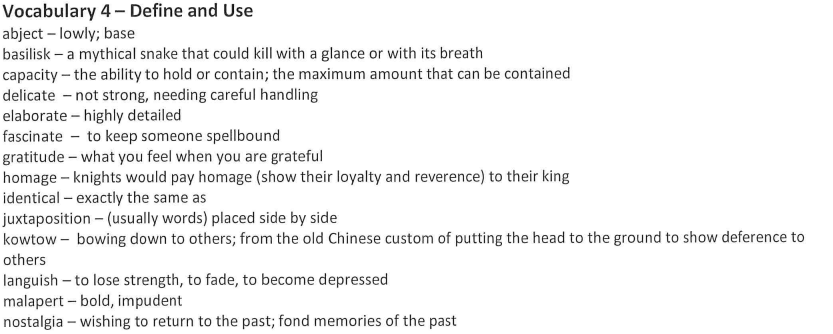 Vocabulary 4 – Define and Use
abject – lowly; base
basilisk – a mythical snake that could kill with a glance or with its breath
capacity – the ability to hold or contain; the maximum amount that can be contained
delicate – not strong, needing careful handling
elaborate – highly detailed
fascinate – to keep someone spellbound
gratitude – what you feel when you are grateful
homage – knights would pay homage (show their loyalty and reverence) to their king
identical – exactly the same as
juxtaposition – (usually words) placed side by side
kowtow – bowing down to others; from the old Chinese custom of putting the head to the ground to show deference to
others
languish – to lose strength, to fade, to become depressed
malapert – bold, impudent
nostalgia – wishing to return to the past; fond memories of the past